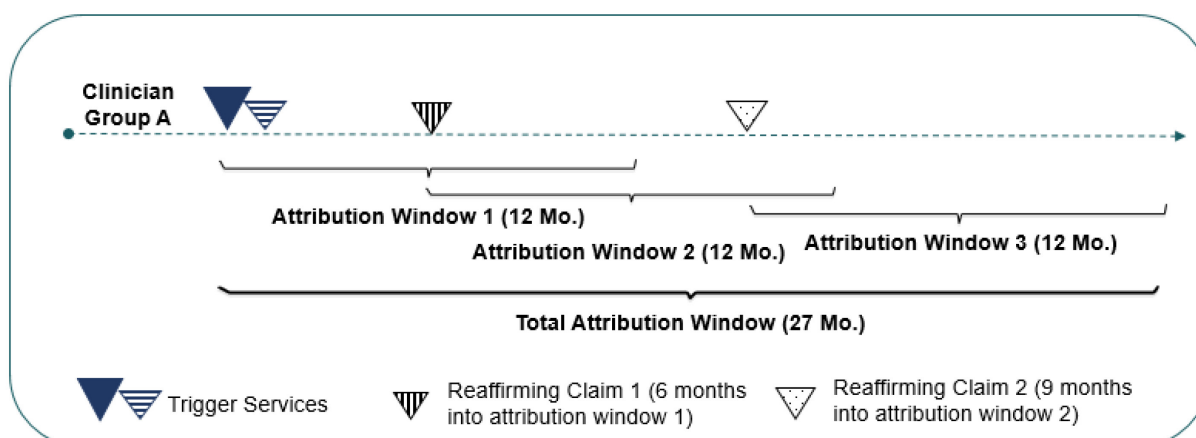 Clinician
Group A
Attribution Window 1 (12 Mo.)
Attribution Window 2 (12 Mo.)
Attribution Window 3 (12 Mo.)
Total Attribution Window (27 Mo.)
Trigger Services
Reaffirming Claim 1 (6 months
into attribution window 1)
Reaffirming Claim 2 (9 months
into attribution window 2)